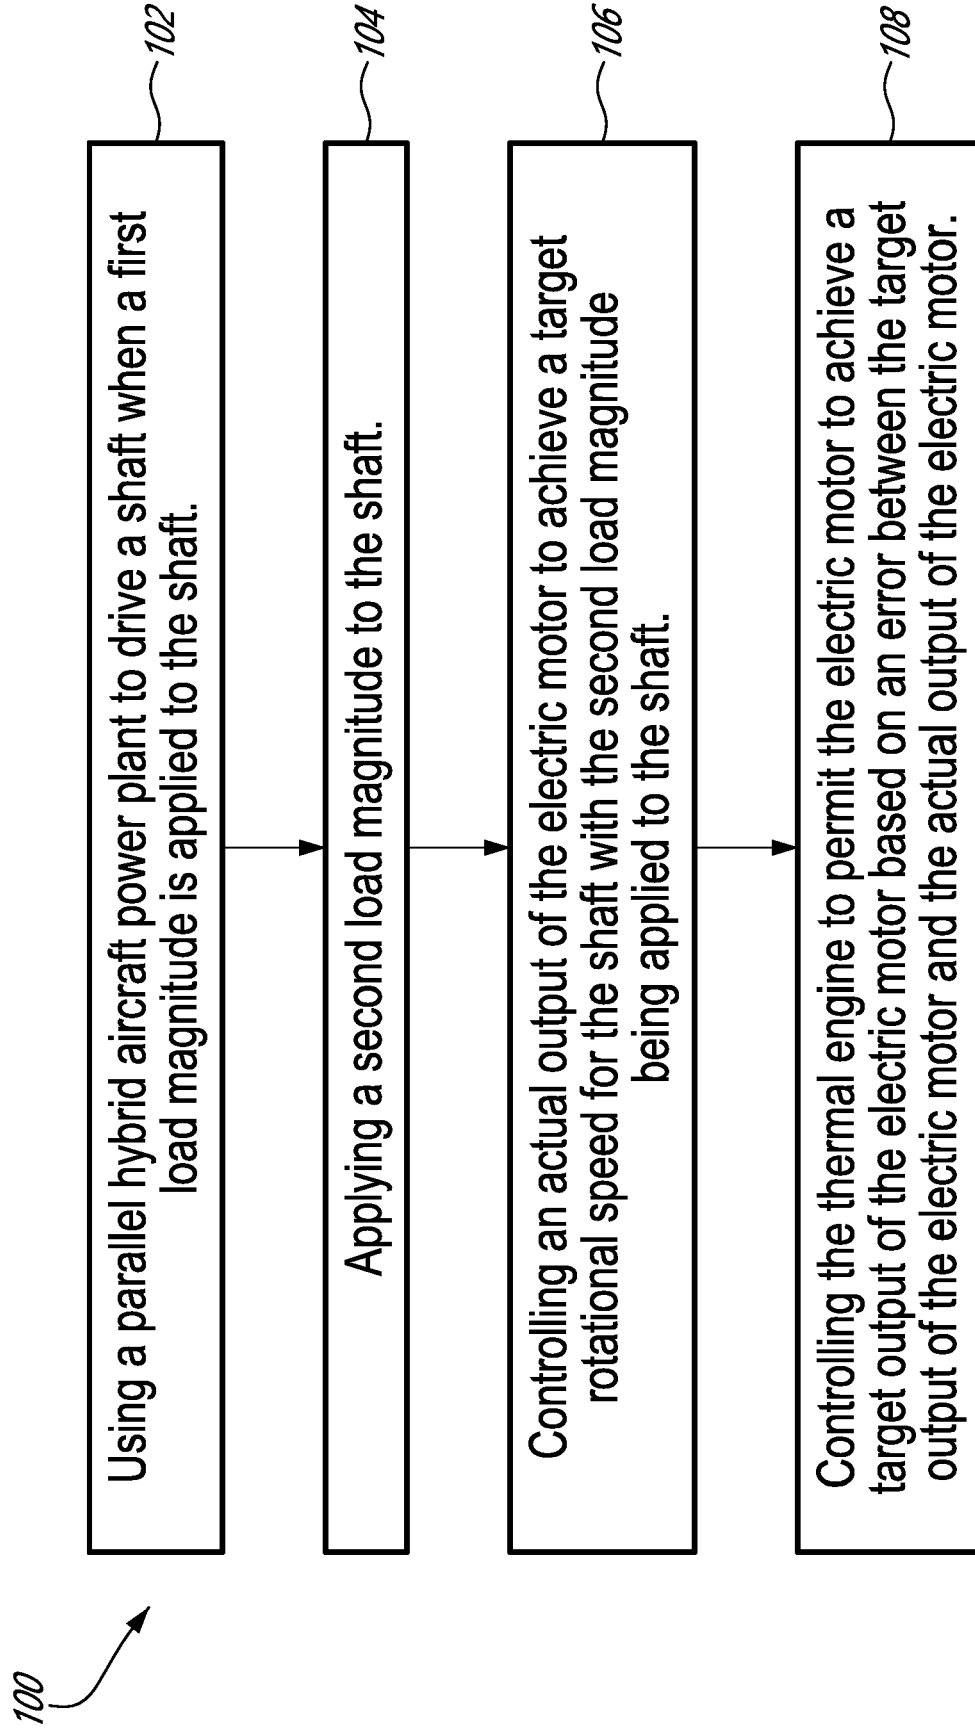 100
102
Using a parallel hybrid aircraft power plant to drive a shaft when a first
load magnitude is applied to the shaft.
104
Applying a second load magnitude to the shaft.
106
Controlling an actual output of the electric motor to achieve a target
rotational speed for the shaft with the second load magnitude
being applied to the shaft.
108
Controlling the thermal engine to permit the electric motor to achieve a
target output of the electric motor based on an error between the target
output of the electric motor and the actual output of the electric motor.